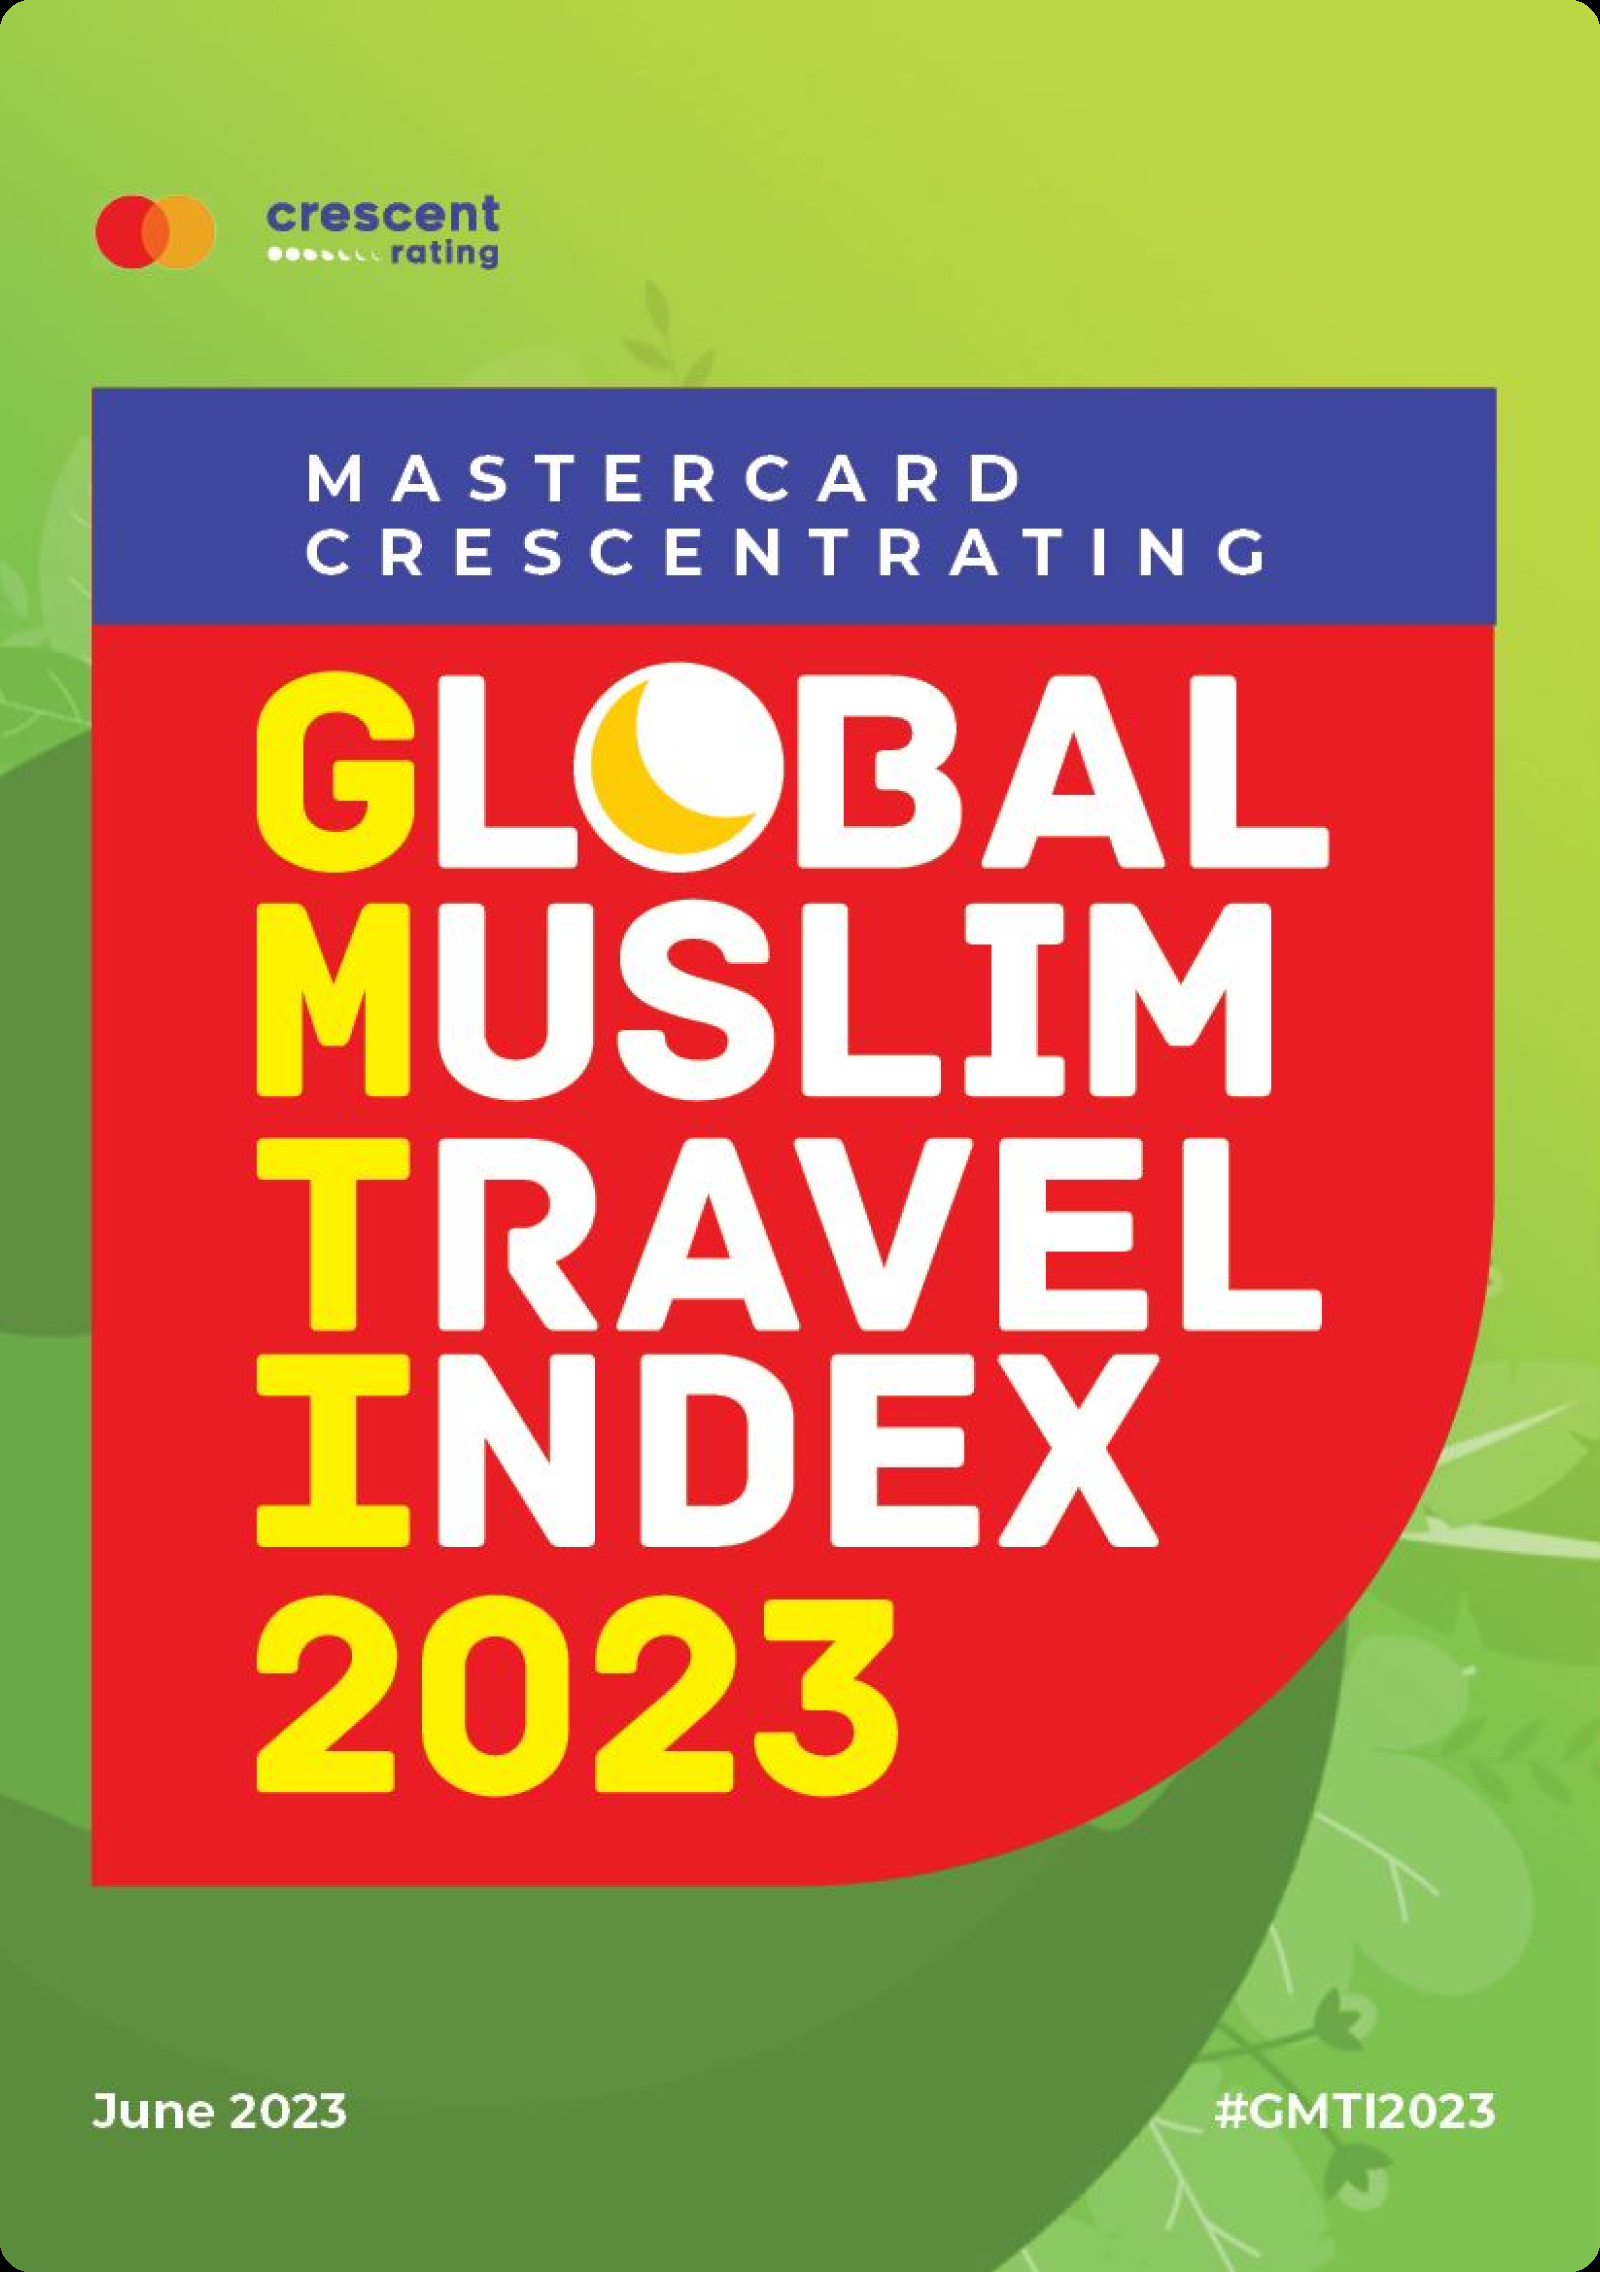 crescent
rating
MASTERCARD
CRESCENTRATING
GLOBAL
MUSLIM
TRAVEL
INDEX
2023
June 2023
#GMTI2023